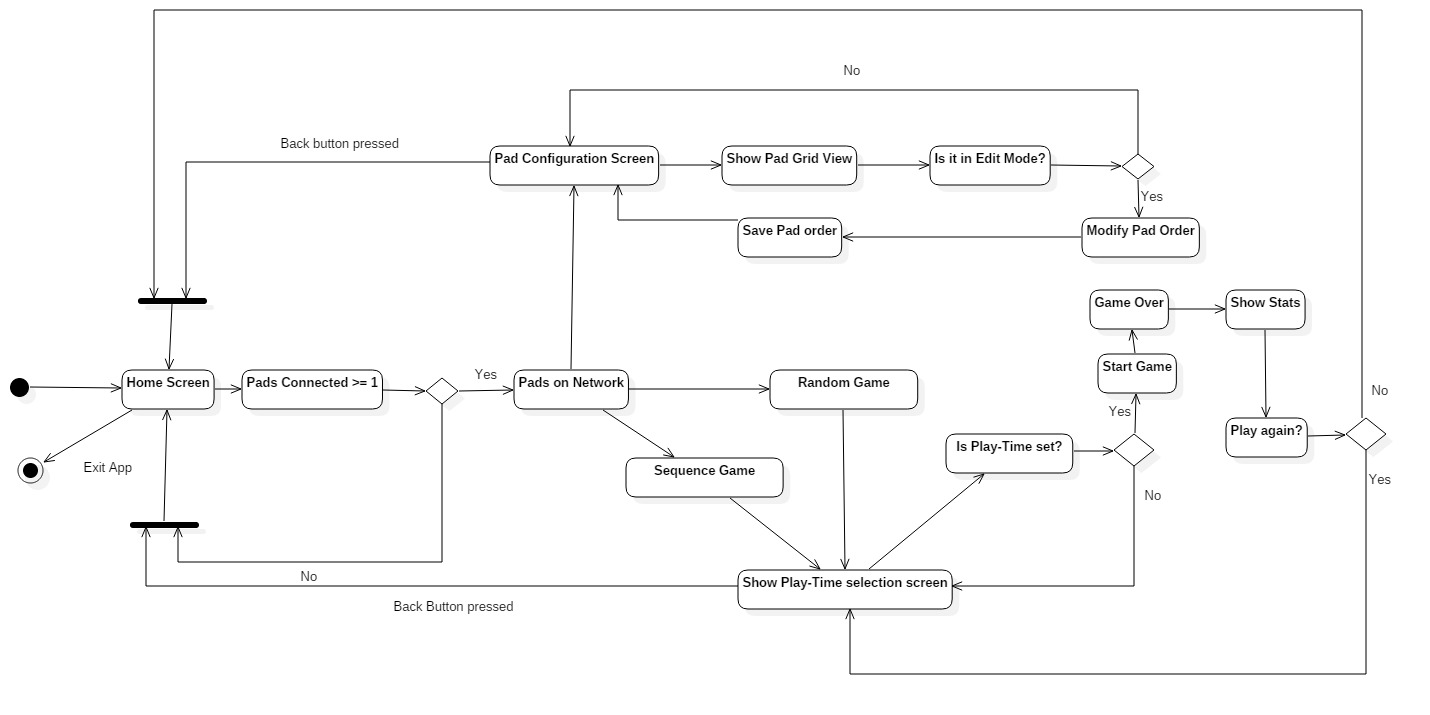 No
Back button pressed
Pad Configuration Screen
Show Pad Grid View
Is it in Edit Mode?
Yes
Save Pad order
Modify Pad Order
Game Over
Show Stats
Start Game
Home Screen
Pads Connected >= 1
Yes
Pads on Network
Random Game
No
Yes
Play again?
Is Play-Time set?
Exit App
Sequence Game
Yes
No
No
Show Play-Time selection screen
Back Button pressed